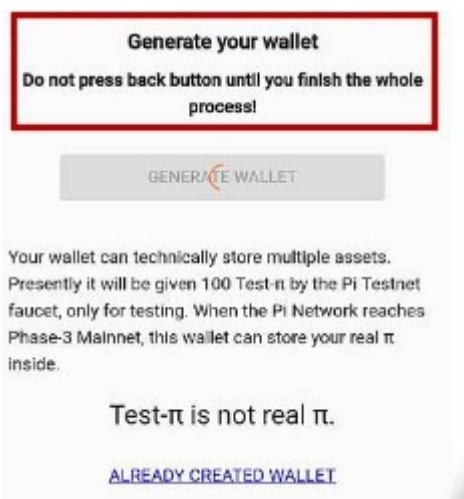 Generate your wallet
Do not press back button until you finish the whole
process!
GENERATE WALLET
Your wallet can technically store multiple assets.
Presently it will be given 100 Test-π by the Pi Testnet
faucet, only for testing. When the Pi Network reaches
Phase-3 Mainnet, this wallet can store your real π
inside.
Test-π is not real π.
ALREADY CREATED WALLET